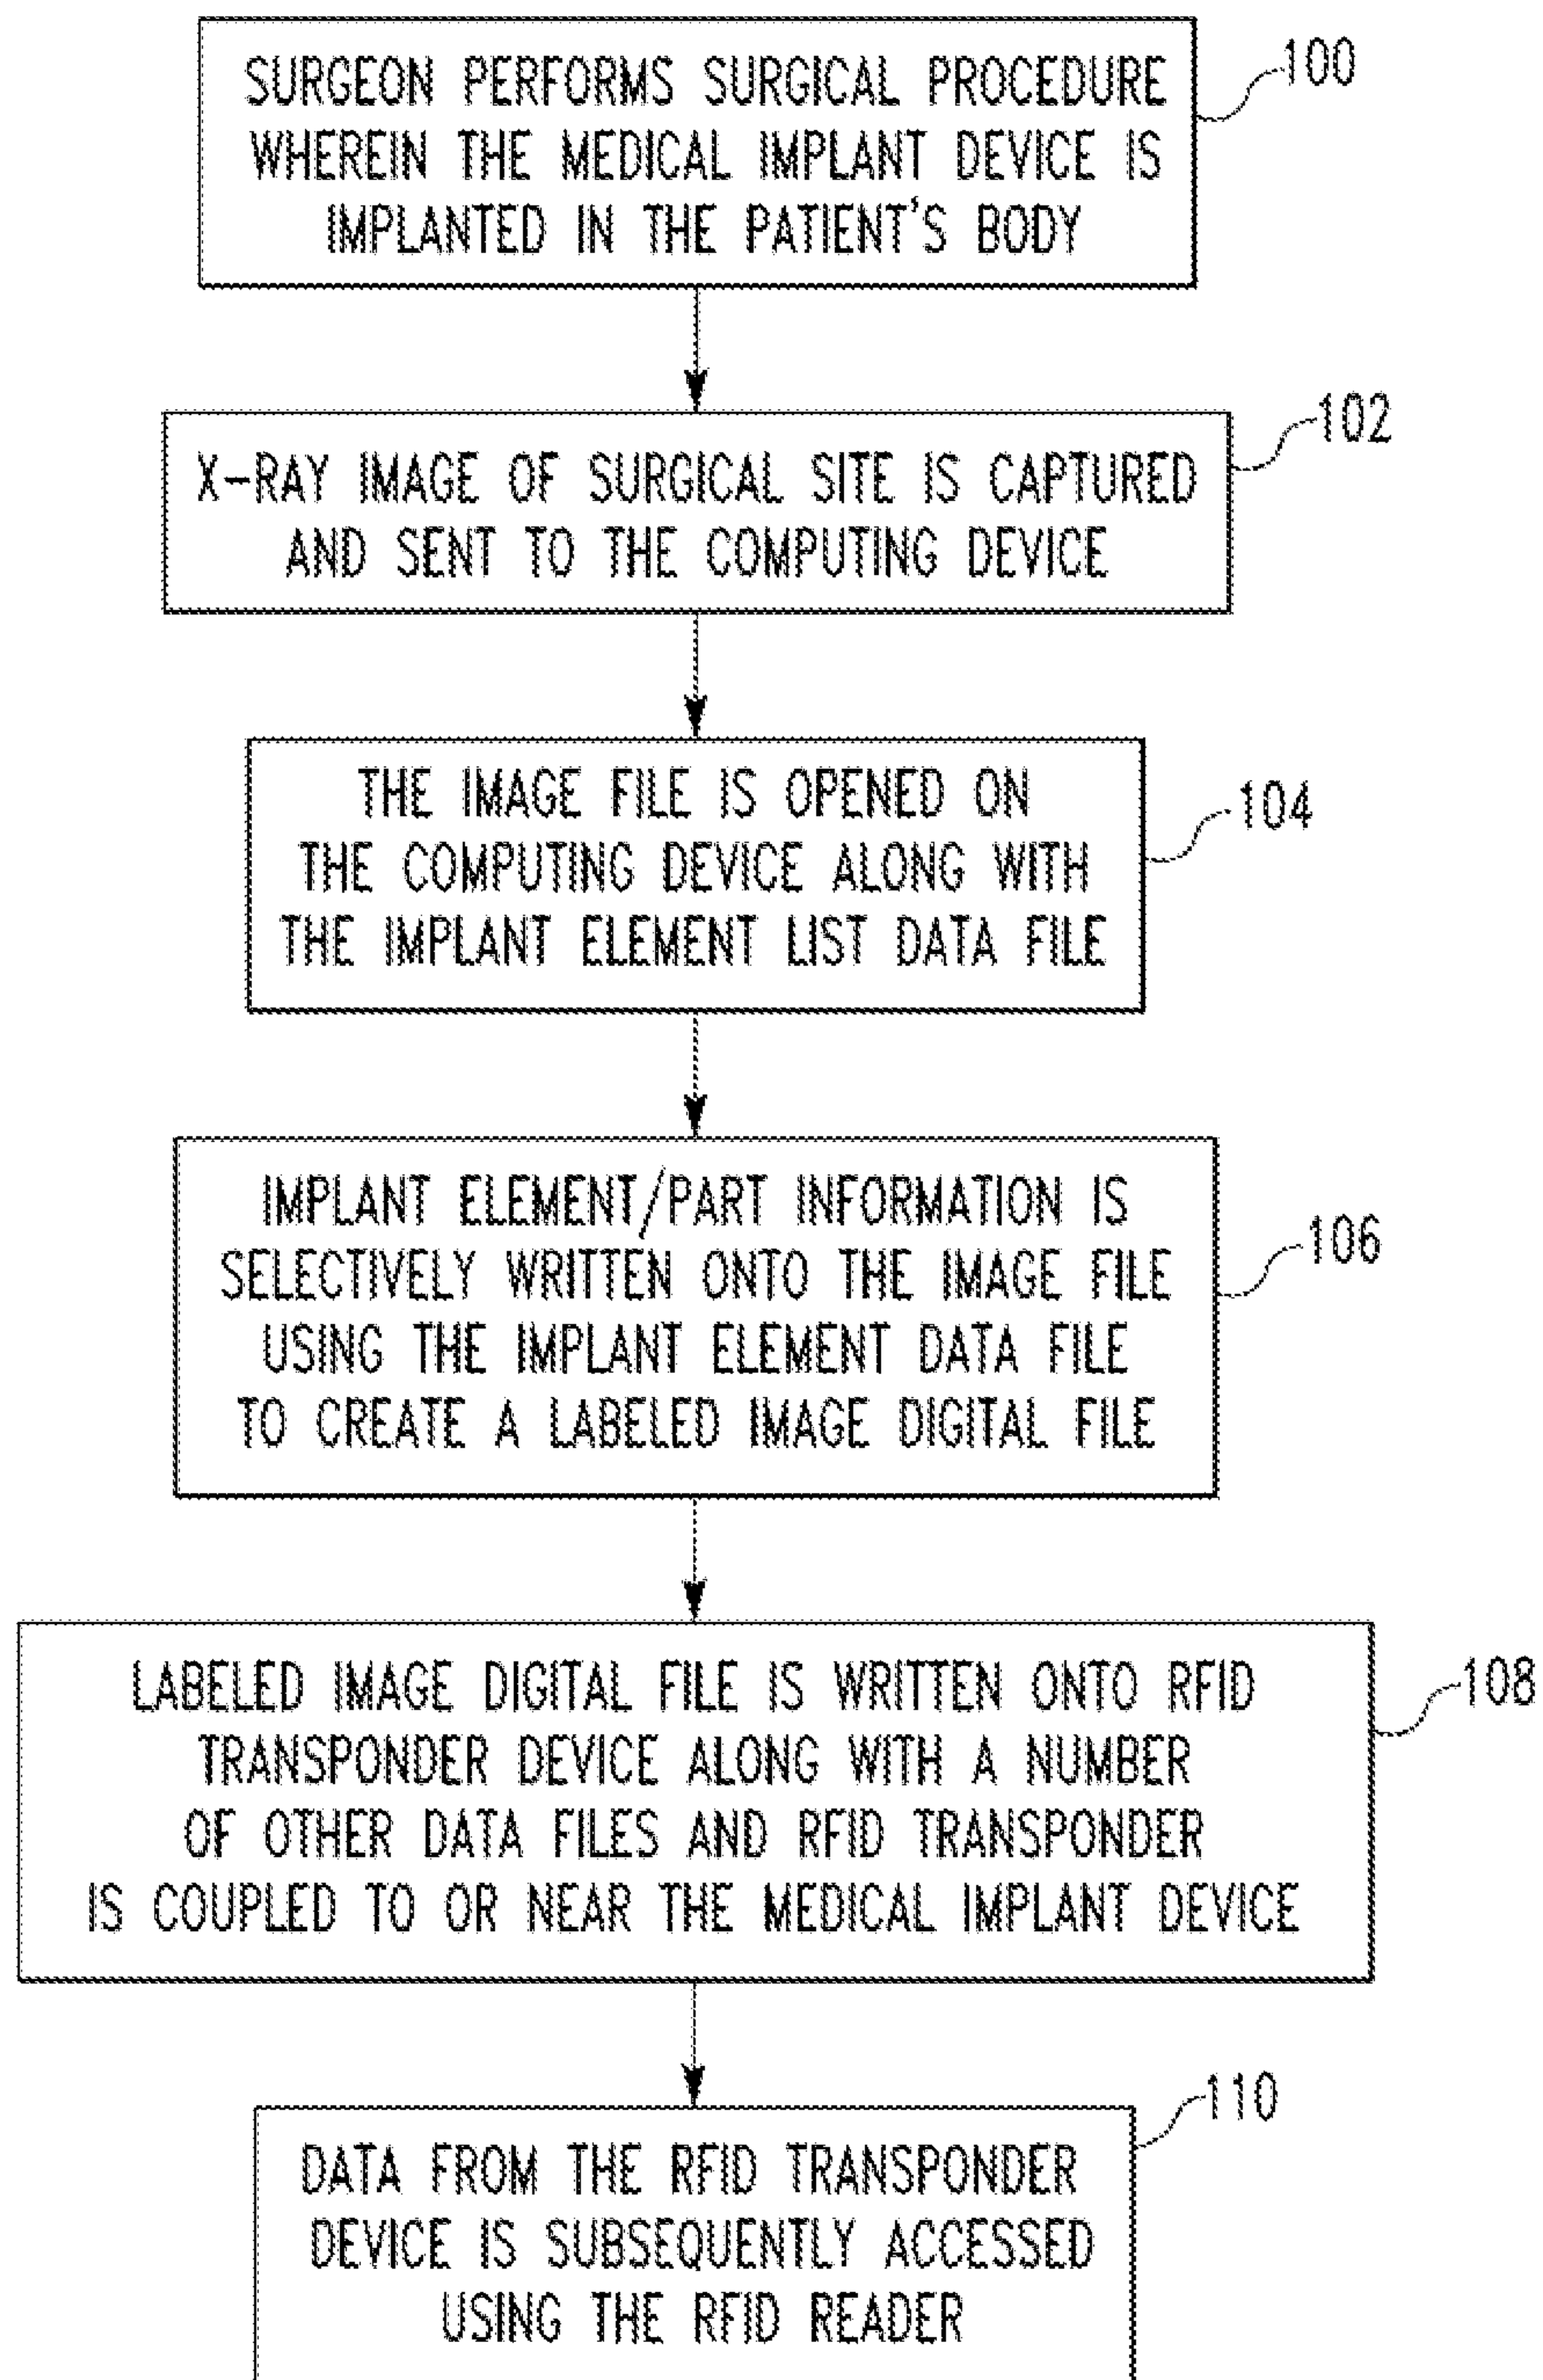 SURGEON PERFORMS SURGICAL PROCEDURE
WHEREIN THE MEDICAL IMPLANT DEVICE IS
IMPLANTED IN THE PATIENT'S BODY
100
X-RAY IMAGE OF SURGICAL SITE IS CAPTURED
AND SENT TO THE COMPUTING DEVICE
102
THE IMAGE FILE IS OPENED ON
THE COMPUTING DEVICE ALONG WITH
THE IMPLANT ELEMENT LIST DATA FILE
104
IMPLANT ELEMENT/PART INFORMATION IS
SELECTIVELY WRITTEN ONTO THE IMAGE FILE
USING THE IMPLANT ELEMENT DATA FILE
TO CREATE A LABELED IMAGE DIGITAL FILE
106
LABELED IMAGE DIGITAL FILE IS WRITTEN ONTO RFID
TRANSPONDER DEVICE ALONG WITH A NUMBER
OF OTHER DATA FILES AND RFID TRANSPONDER
IS COUPLED TO OR NEAR THE MEDICAL IMPLANT DEVICE
108
DATA FROM THE RFID TRANSPONDER
DEVICE IS SUBSEQUENTLY ACCESSED
USING THE RFID READER
110